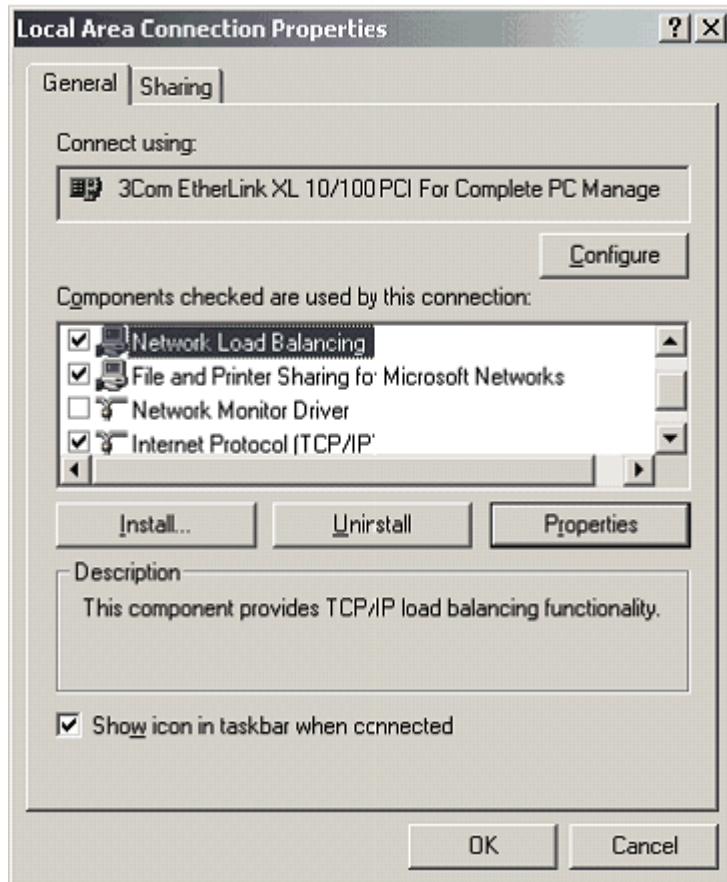 Local Area Connection Properties
General
Sharing
Connect using:
3Com EtherLink XL 10/100 PCI For Complete PC Manage
Configure
Components checked are used by this connection:
Network Load Balancing
File and Printer Sharing for Microsoft Networks
Network Monitor Driver
Internet Protocol (TCP/IP)
Install...
Uninstall
Properties
Description
This component provides TCP/IP load balancing functionality.
Show icon in taskbar when connected
OK
Cancel